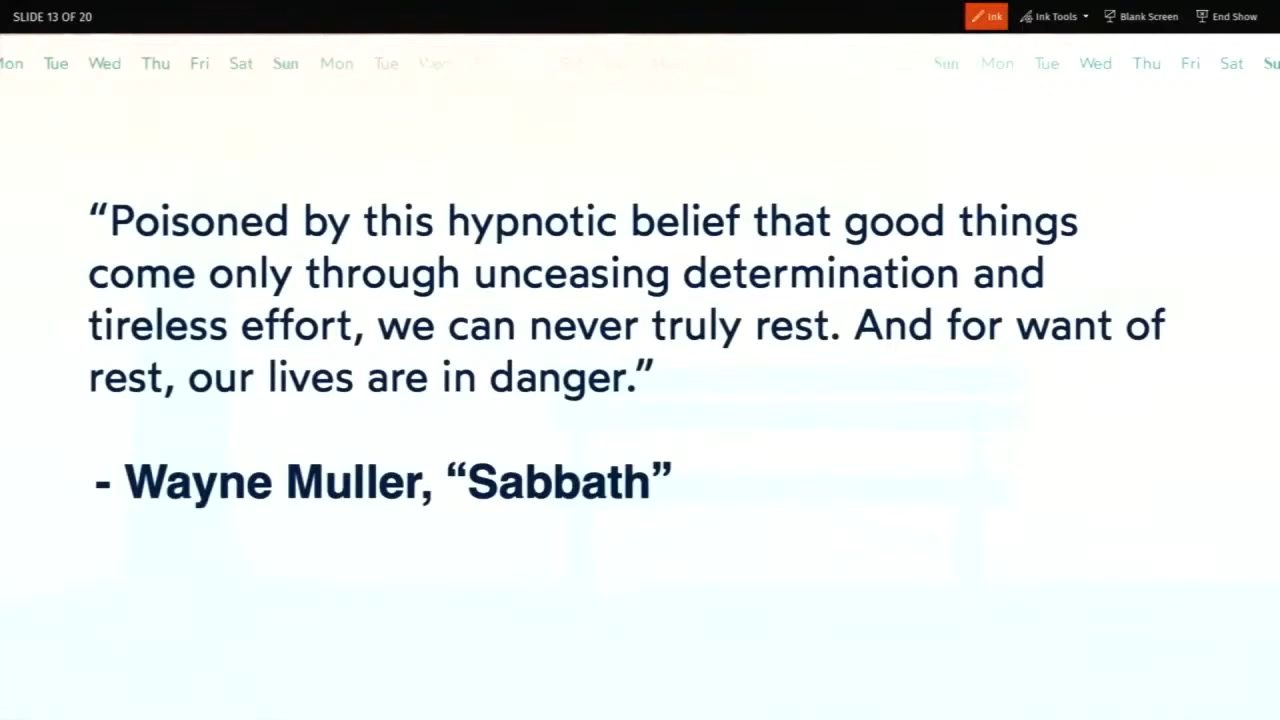 SLIDE 13 OF 20 Ink Ink Tools Blank Screen End Show
Mon Tue Wed Thu Fri Sat Sun Mon Tue Wed Sun Mon Tue Wed Thu Fri Sat Su
“Poisoned by this hypnotic belief that good things
come only through unceasing determination and
tireless effort, we can never truly rest. And for want of
rest, our lives are in danger.”
- Wayne Muller, “Sabbath”